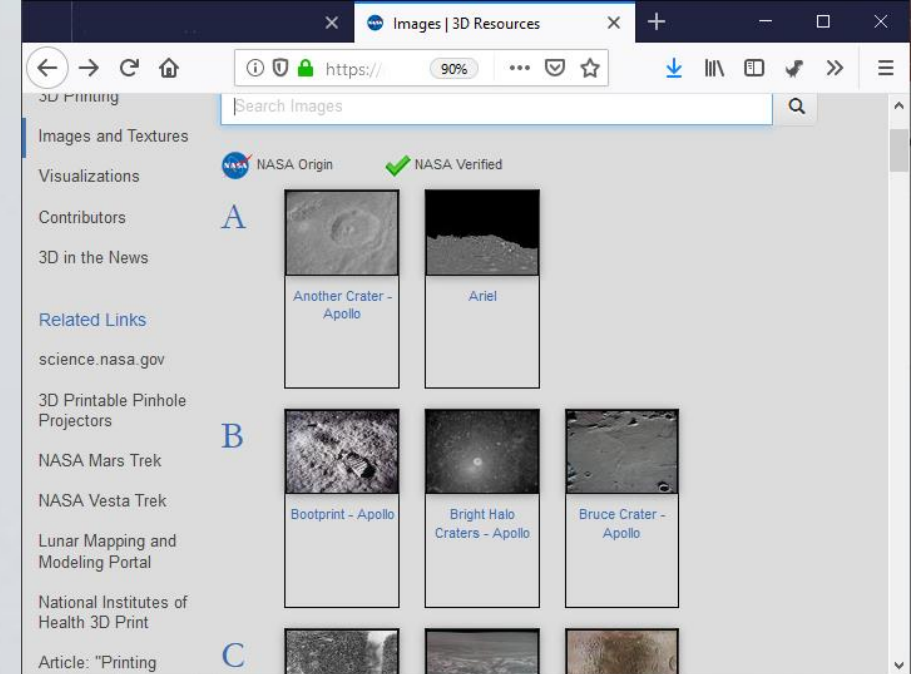 Images | 3D Resources
https://
90%
3D Printing
Images and Textures
Visualizations
Contributors
3D in the News
Related Links
science.nasa.gov
3D Printable Pinhole
Projectors
NASA Mars Trek
NASA Vesta Trek
Lunar Mapping and
Modeling Portal
National Institutes of
Health 3D Print
Article: "Printing
Search Images
NASA NASA Origin
NASA Verified
A
Another Crater -
Apollo
Ariel
B
Bootprint - Apollo
Bright Halo
Craters - Apollo
Bruce Crater -
Apollo
C